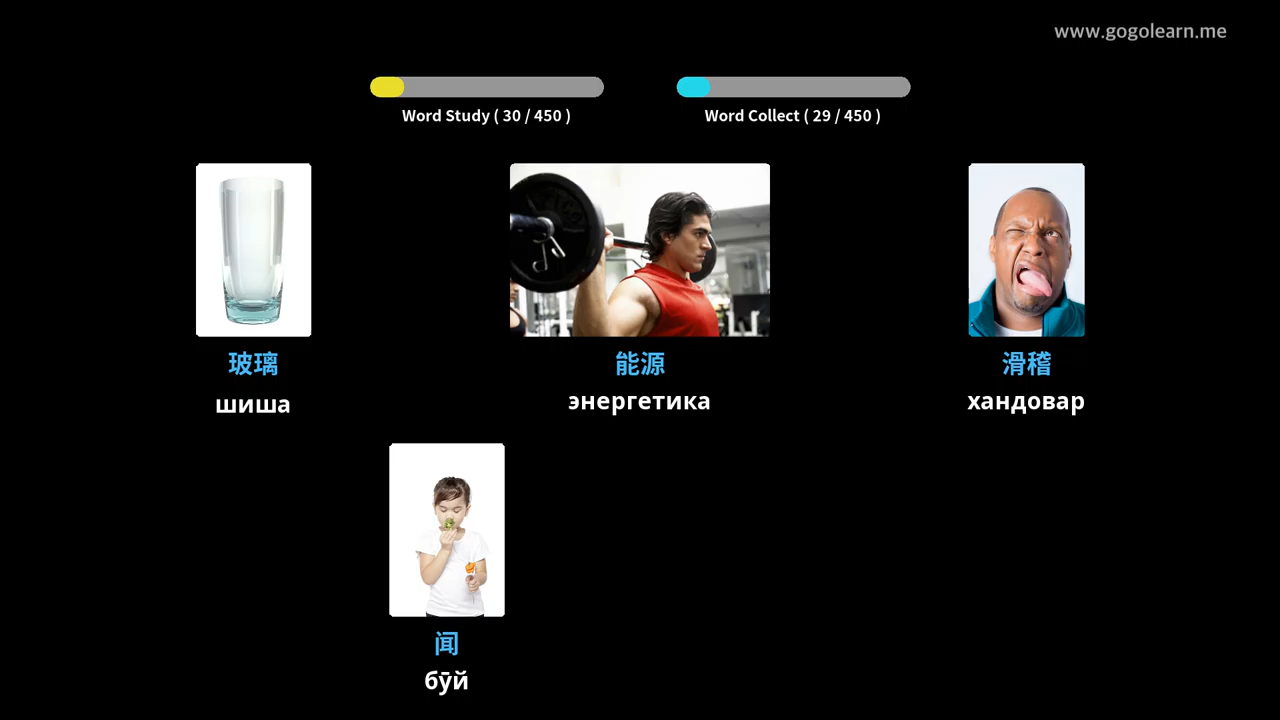 www.gogolearn.me
Word Study ( 30 / 450 )
Word Collect ( 29 / 450 )
玻璃
шиша
能源
энергетика
滑稽
хандовар
闻
бӯй